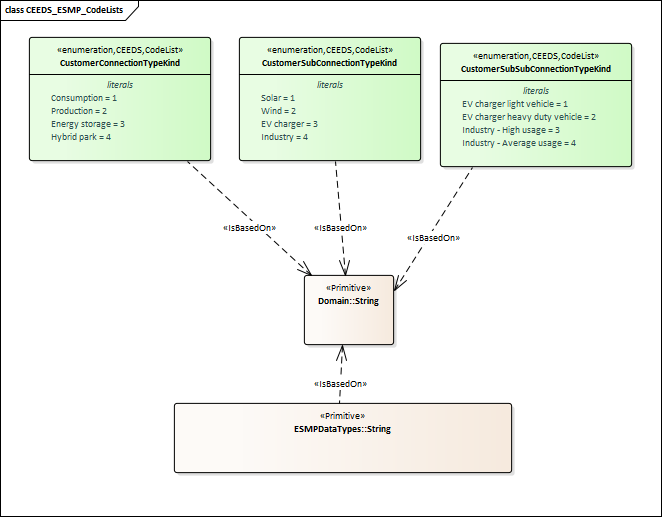 class CEEDS_ESMP_CodeLists
«enumeration,CEEDS,CodeList»
CustomerConnectionTypeKind
literals
Consumption = 1
Production = 2
Energy storage = 3
Hybrid park = 4
«enumeration,CEEDS,CodeList»
CustomerSubConnectionTypeKind
literals
Solar = 1
Wind = 2
EV charger = 3
Industry = 4
«enumeration,CEEDS,CodeList»
CustomerSubSubConnectionTypeKind
literals
EV charger light vehicle = 1
EV charger heavy duty vehicle = 2
Industry - High usage = 3
Industry - Average usage = 4
«IsBasedOn»
«IsBasedOn»
«IsBasedOn»
«Primitive»
Domain::String
«IsBasedOn»
«Primitive»
ESMPDataTypes::String